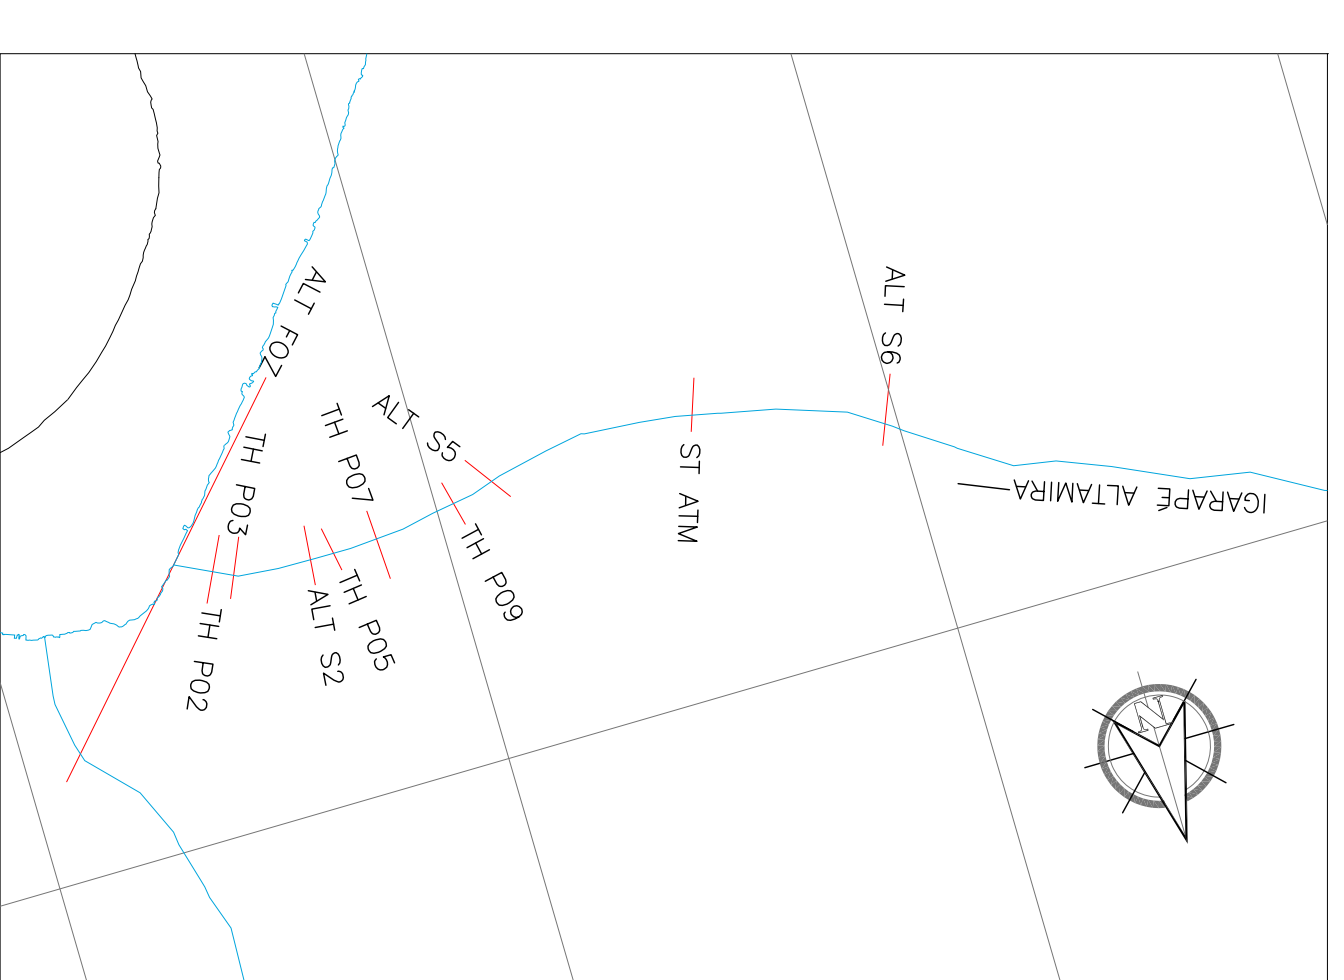 ALT FOZ
ALT S6
ALT S5
TH P07
TH P03
ST ATM
IGARAPÉ ALTAMIRA
TH P09
TH P05
ALT S2
TH P02
N